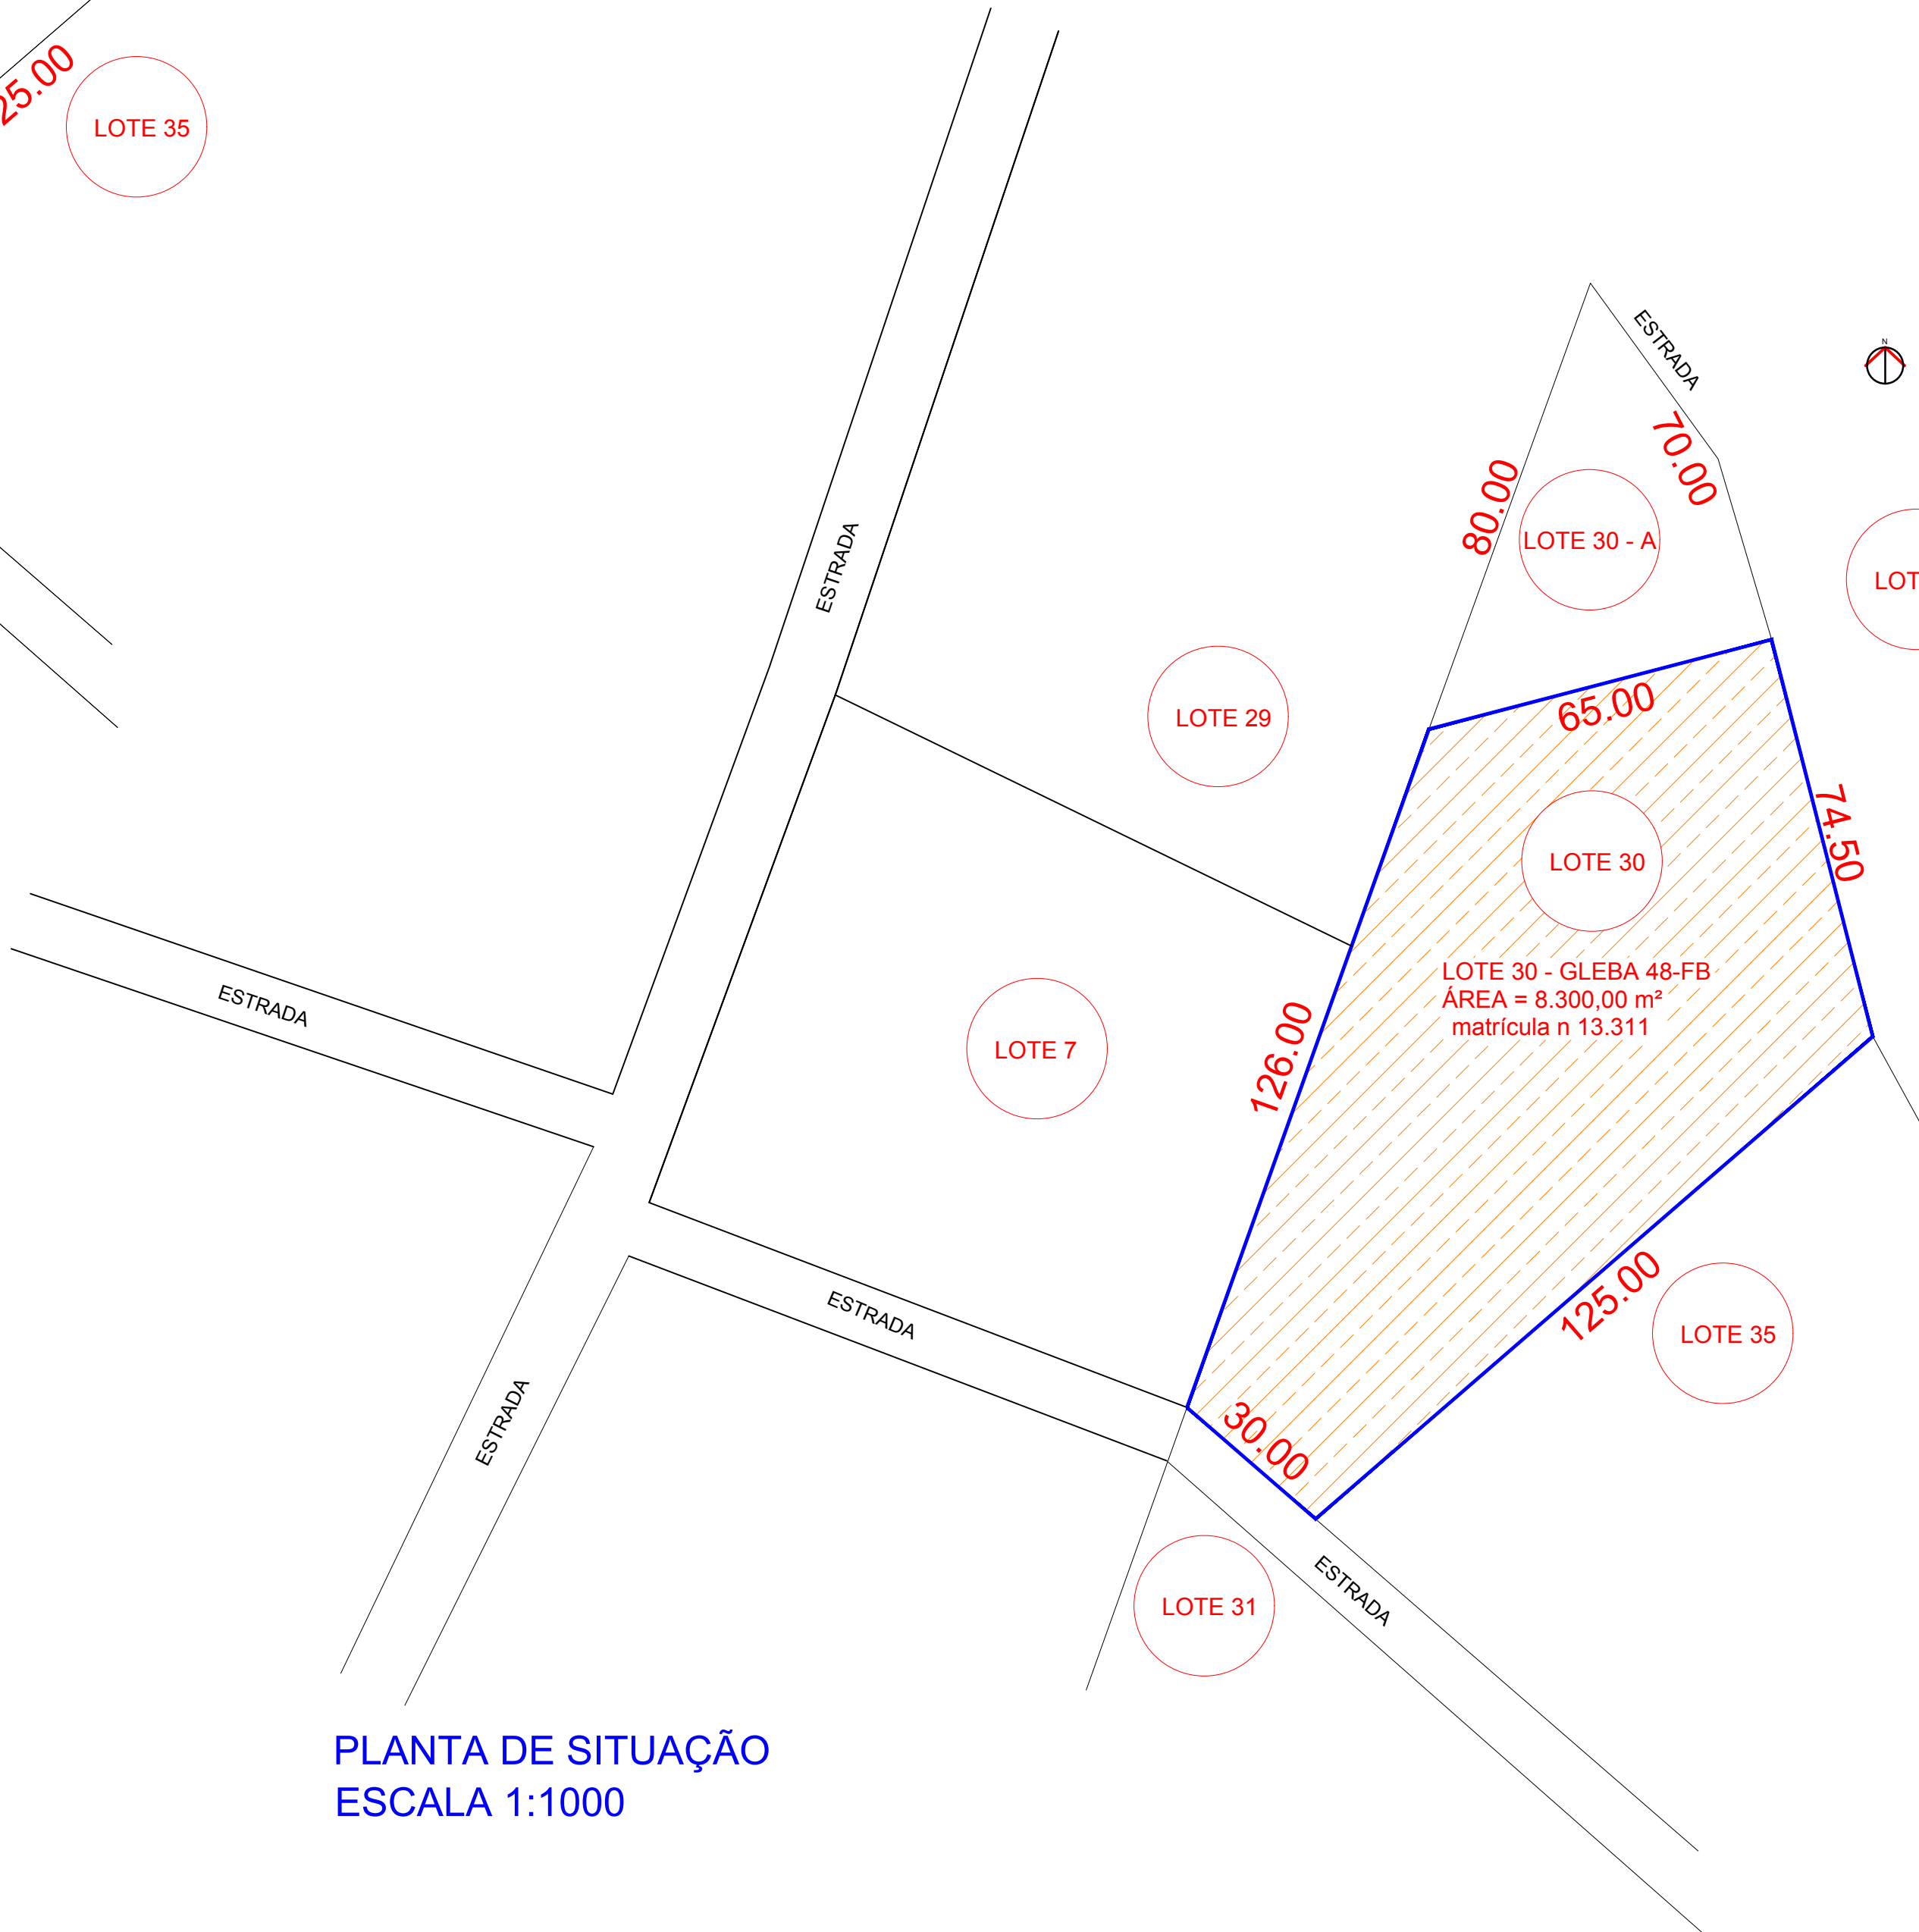 25.00
LOTE 35
ESTRADA
N
70.00
80.00
LOTE 30 - A
ESTRADA
LOT
65.00
LOTE 29
74.50
LOTE 30
LOTE 30 - GLEBA 48-FB
ÁREA = 8.300,00 m²
matrícula n 13.311
ESTRADA
LOTE 7
126.00
125.00
ESTRADA
LOTE 35
ESTRADA
30.00
ESTRADA
LOTE 31
PLANTA DE SITUAÇÃO
ESCALA 1:1000